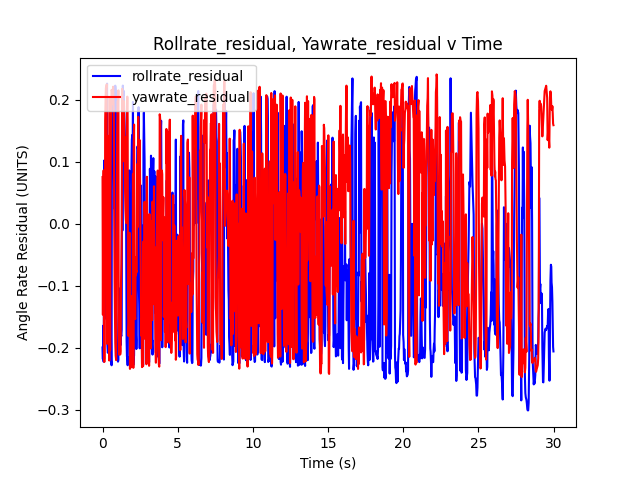 Rollrate_residual, Yawrate_residual v Time
rollrate_residual
yawrate_residual
Angle Rate Residual (UNITS)
0.2
0.1
0.0
−0.1
−0.2
−0.3
0 5 10 15 20 25 30
Time (s)